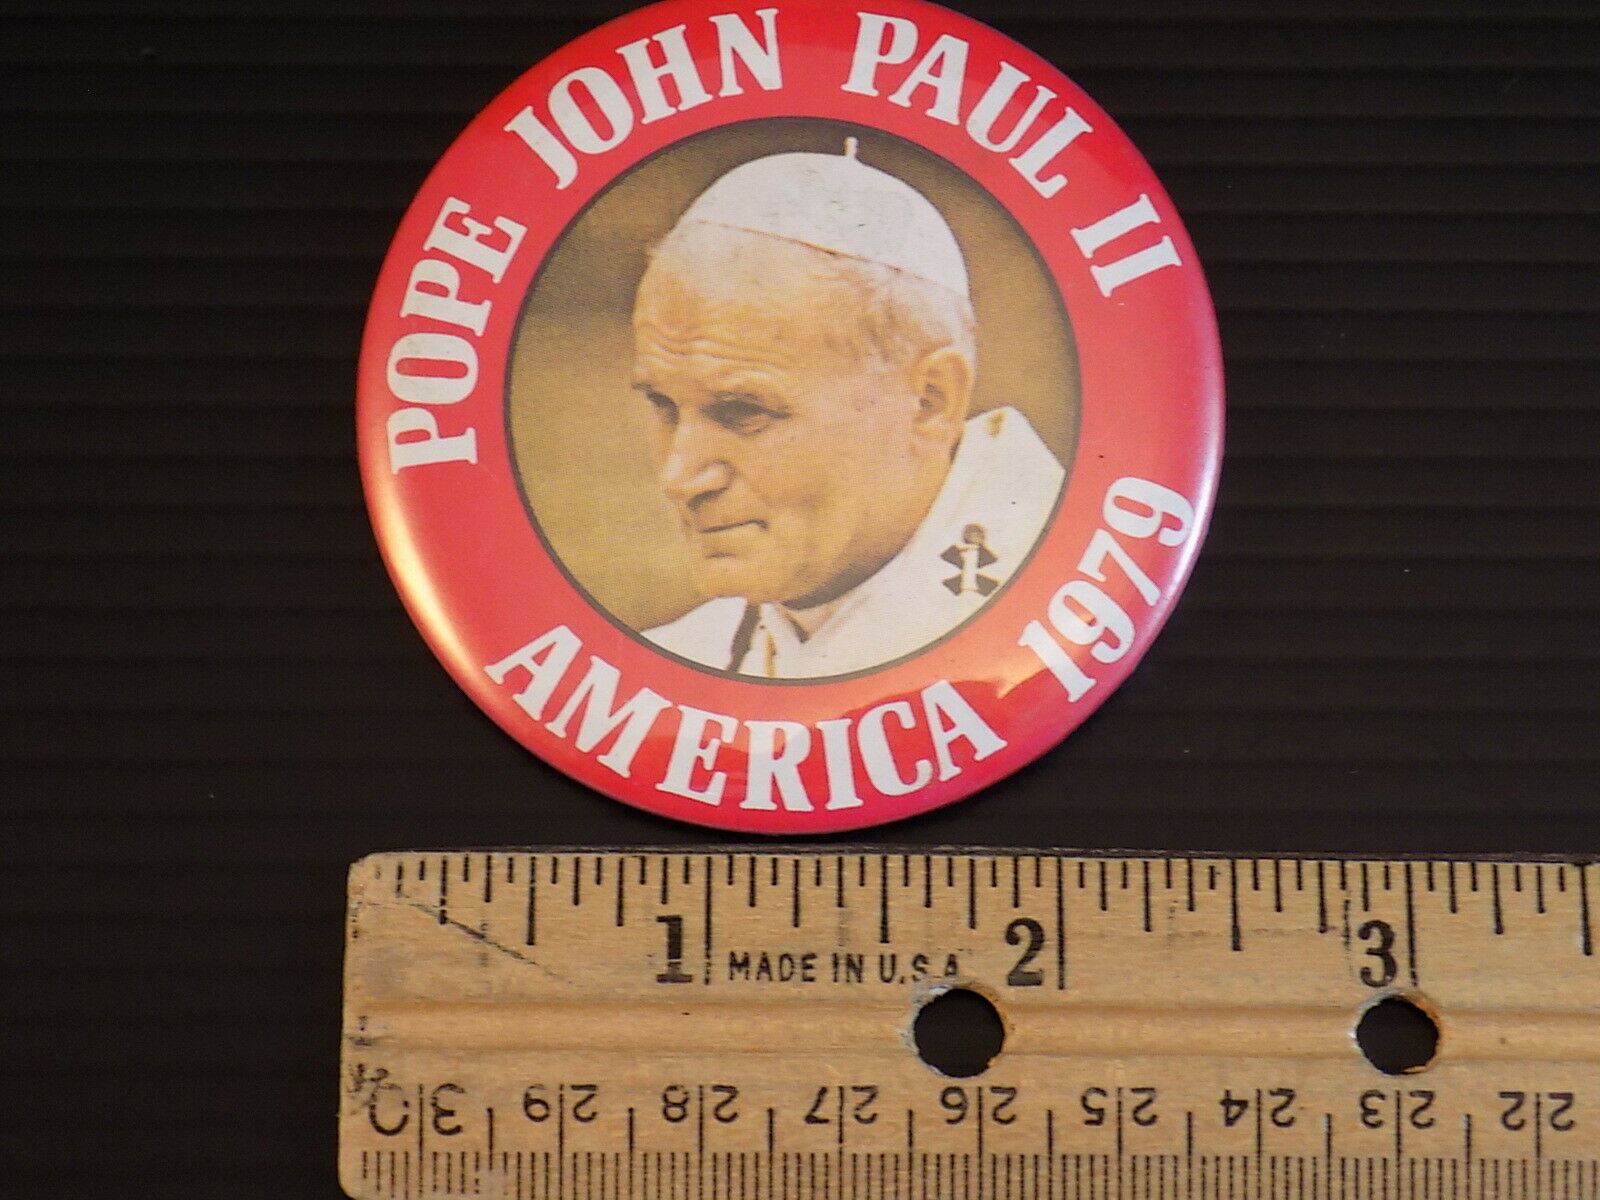 POPE JOHN PAUL II
AMERICA 1979
1 2 3
MADE IN U.S.A.
30 29 28 27 26 25 24 23 22